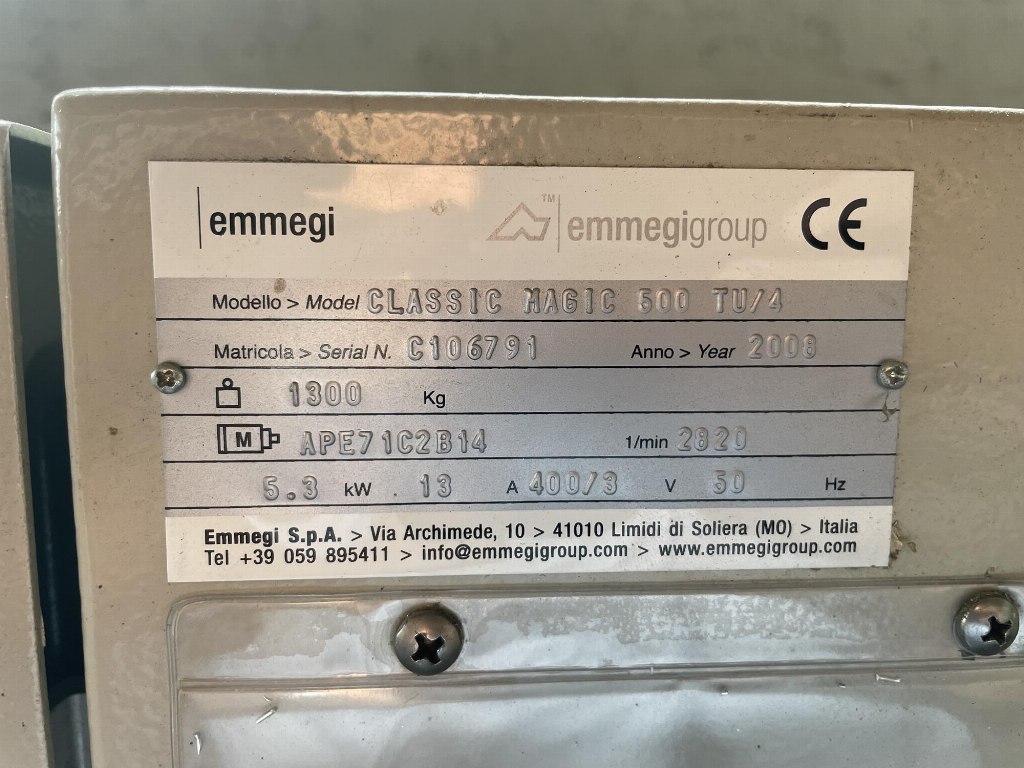 emmegi
™ emmegigroup CE
Modello > Model CLASSIC MAGIC 500 TU/4
Matricola > Serial N. C106791 Anno > Year 2008
1300 Kg
M APE71C2B14 1/min 2820
5.3 kW 13 A 400/3 V 50 Hz
Emmegi S.p.A. > Via Archimede, 10 > 41010 Limidi di Soliera (MO) > Italia
Tel +39 059 895411 > info@emmegigroup.com > www.emmegigroup.com